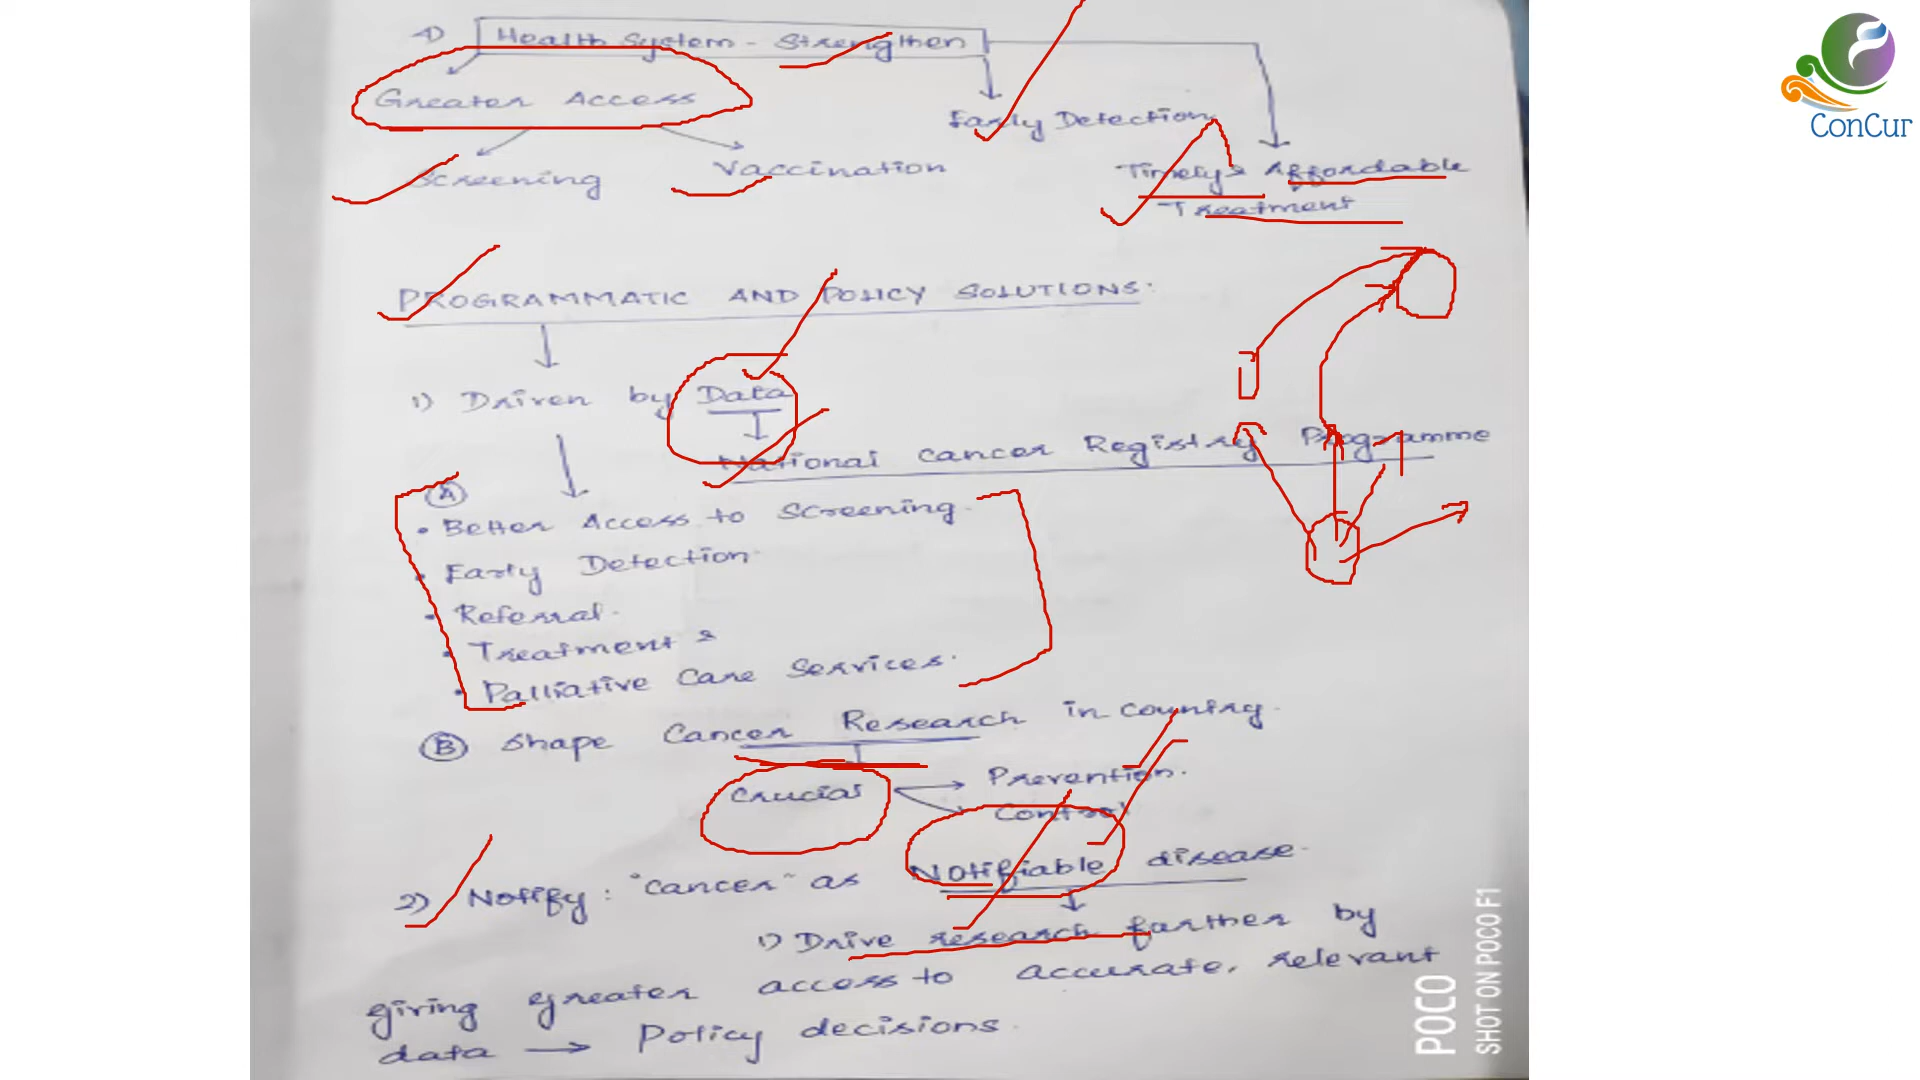 4) Health System - Strengthen
Greater Access
Early Detection
Screening
Vaccination
Timely & Affordable
Treatment
PROGRAMMATIC AND POLICY SOLUTIONS.
1) Driven by Data
National Cancer Registry Programme
(A)
• Better Access to Screening.
• Early Detection.
• Referral.
• Treatment &
• Palliative Care Services.
(B) Shape Cancer Research in country.
Crucial
Prevention.
Control
2) Notify: "Cancer" as Notifiable disease.
1) Drive research farther by
giving greater access to accurate, relevant
data → Policy decisions.
ConCur
POCO
SHOT ON POCO F1